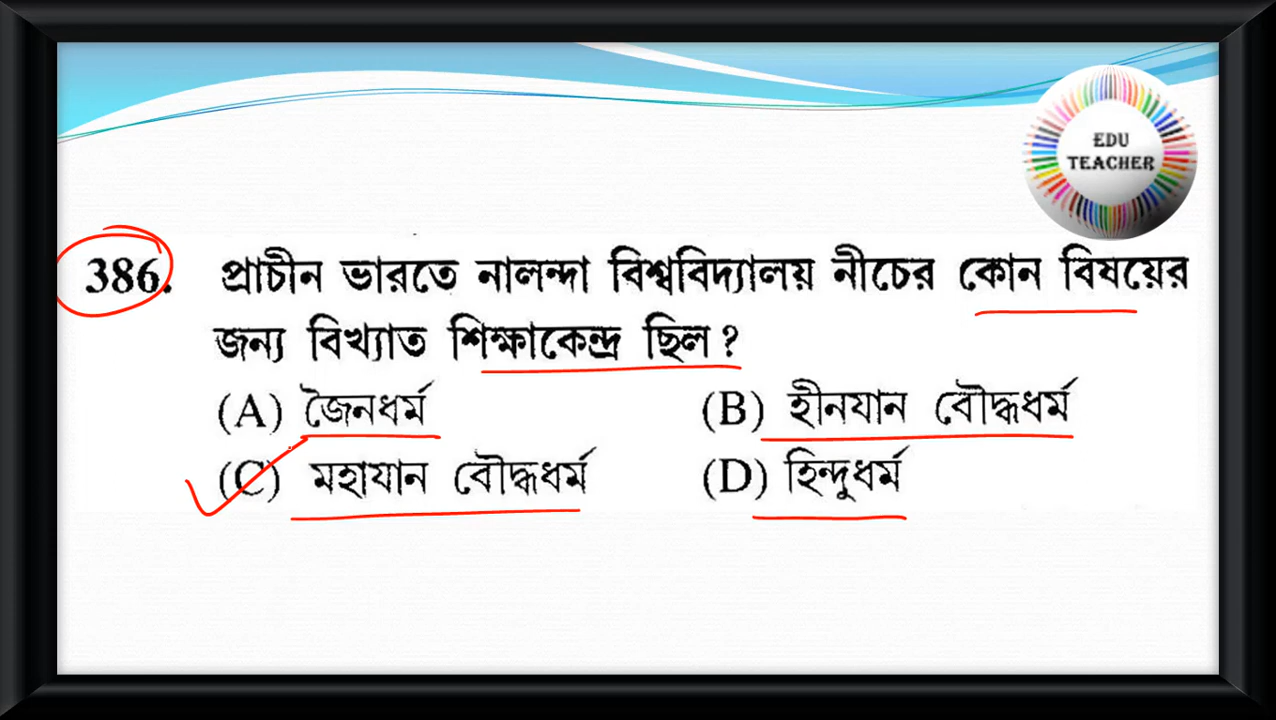 EDU
TEACHER
386. প্রাচীন ভারতে নালন্দা বিশ্ববিদ্যালয় নীচের কোন বিষয়ের
জন্য বিখ্যাত শিক্ষাকেন্দ্র ছিল ?
(A) জৈনধর্ম (B) হীনযান বৌদ্ধধর্ম
(C) মহাযান বৌদ্ধধর্ম (D) হিন্দুধর্ম